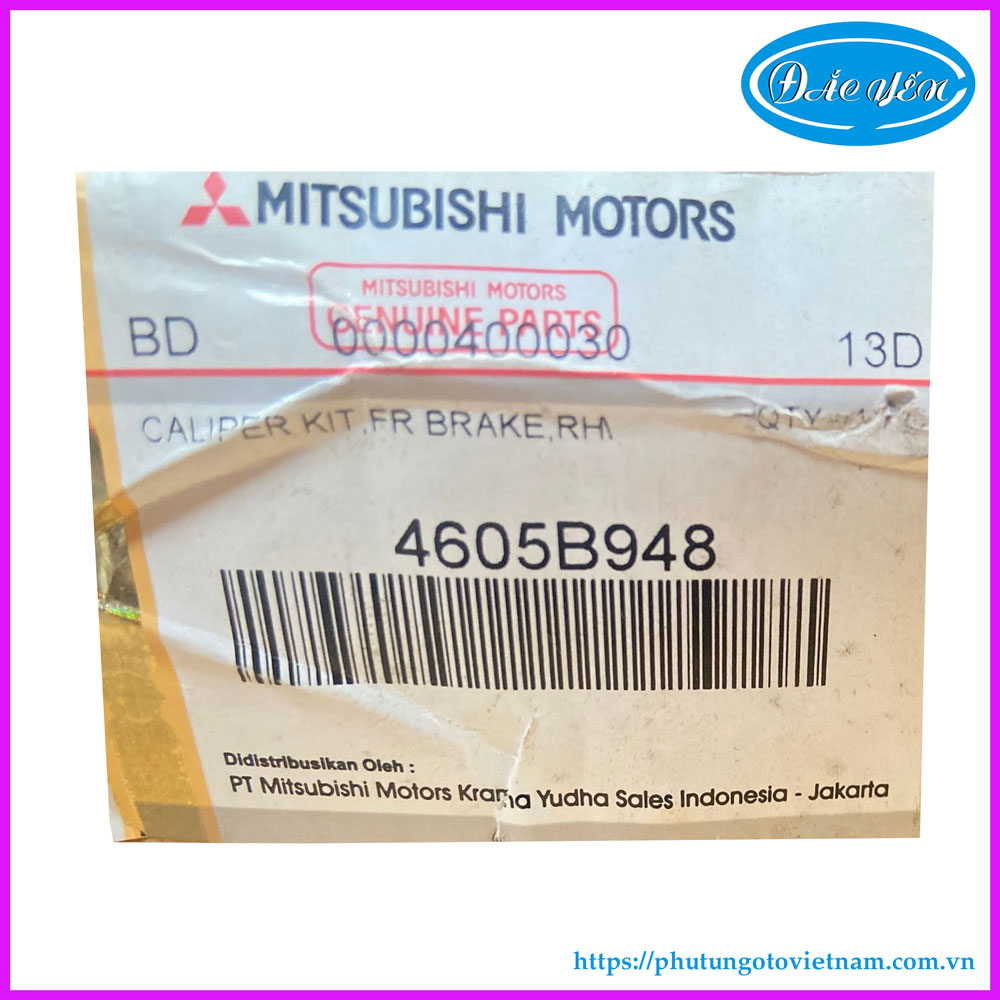 ĐẮC YẾN
MITSUBISHI MOTORS
MITSUBISHI MOTORS
GENUINE PARTS
BD 0000400030 13D
CALIPER KIT,FR BRAKE,RH QTY
4605B948
Didistribusikan Oleh :
PT Mitsubishi Motors Krama Yudha Sales Indonesia - Jakarta
https://phutungotovietnam.com.vn